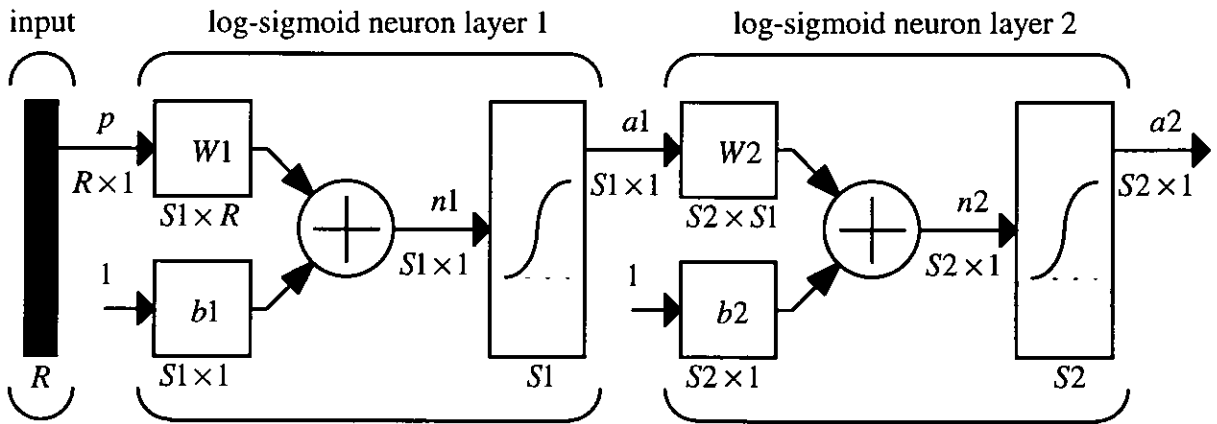 input
log-sigmoid neuron layer 1
log-sigmoid neuron layer 2
p
R × 1
W1
S1 × R
1
b1
S1 × 1
n1
S1 × 1
a1
S1 × 1
W2
S2 × S1
1
b2
S2 × 1
n2
S2 × 1
a2
S2 × 1
R
S1
S2